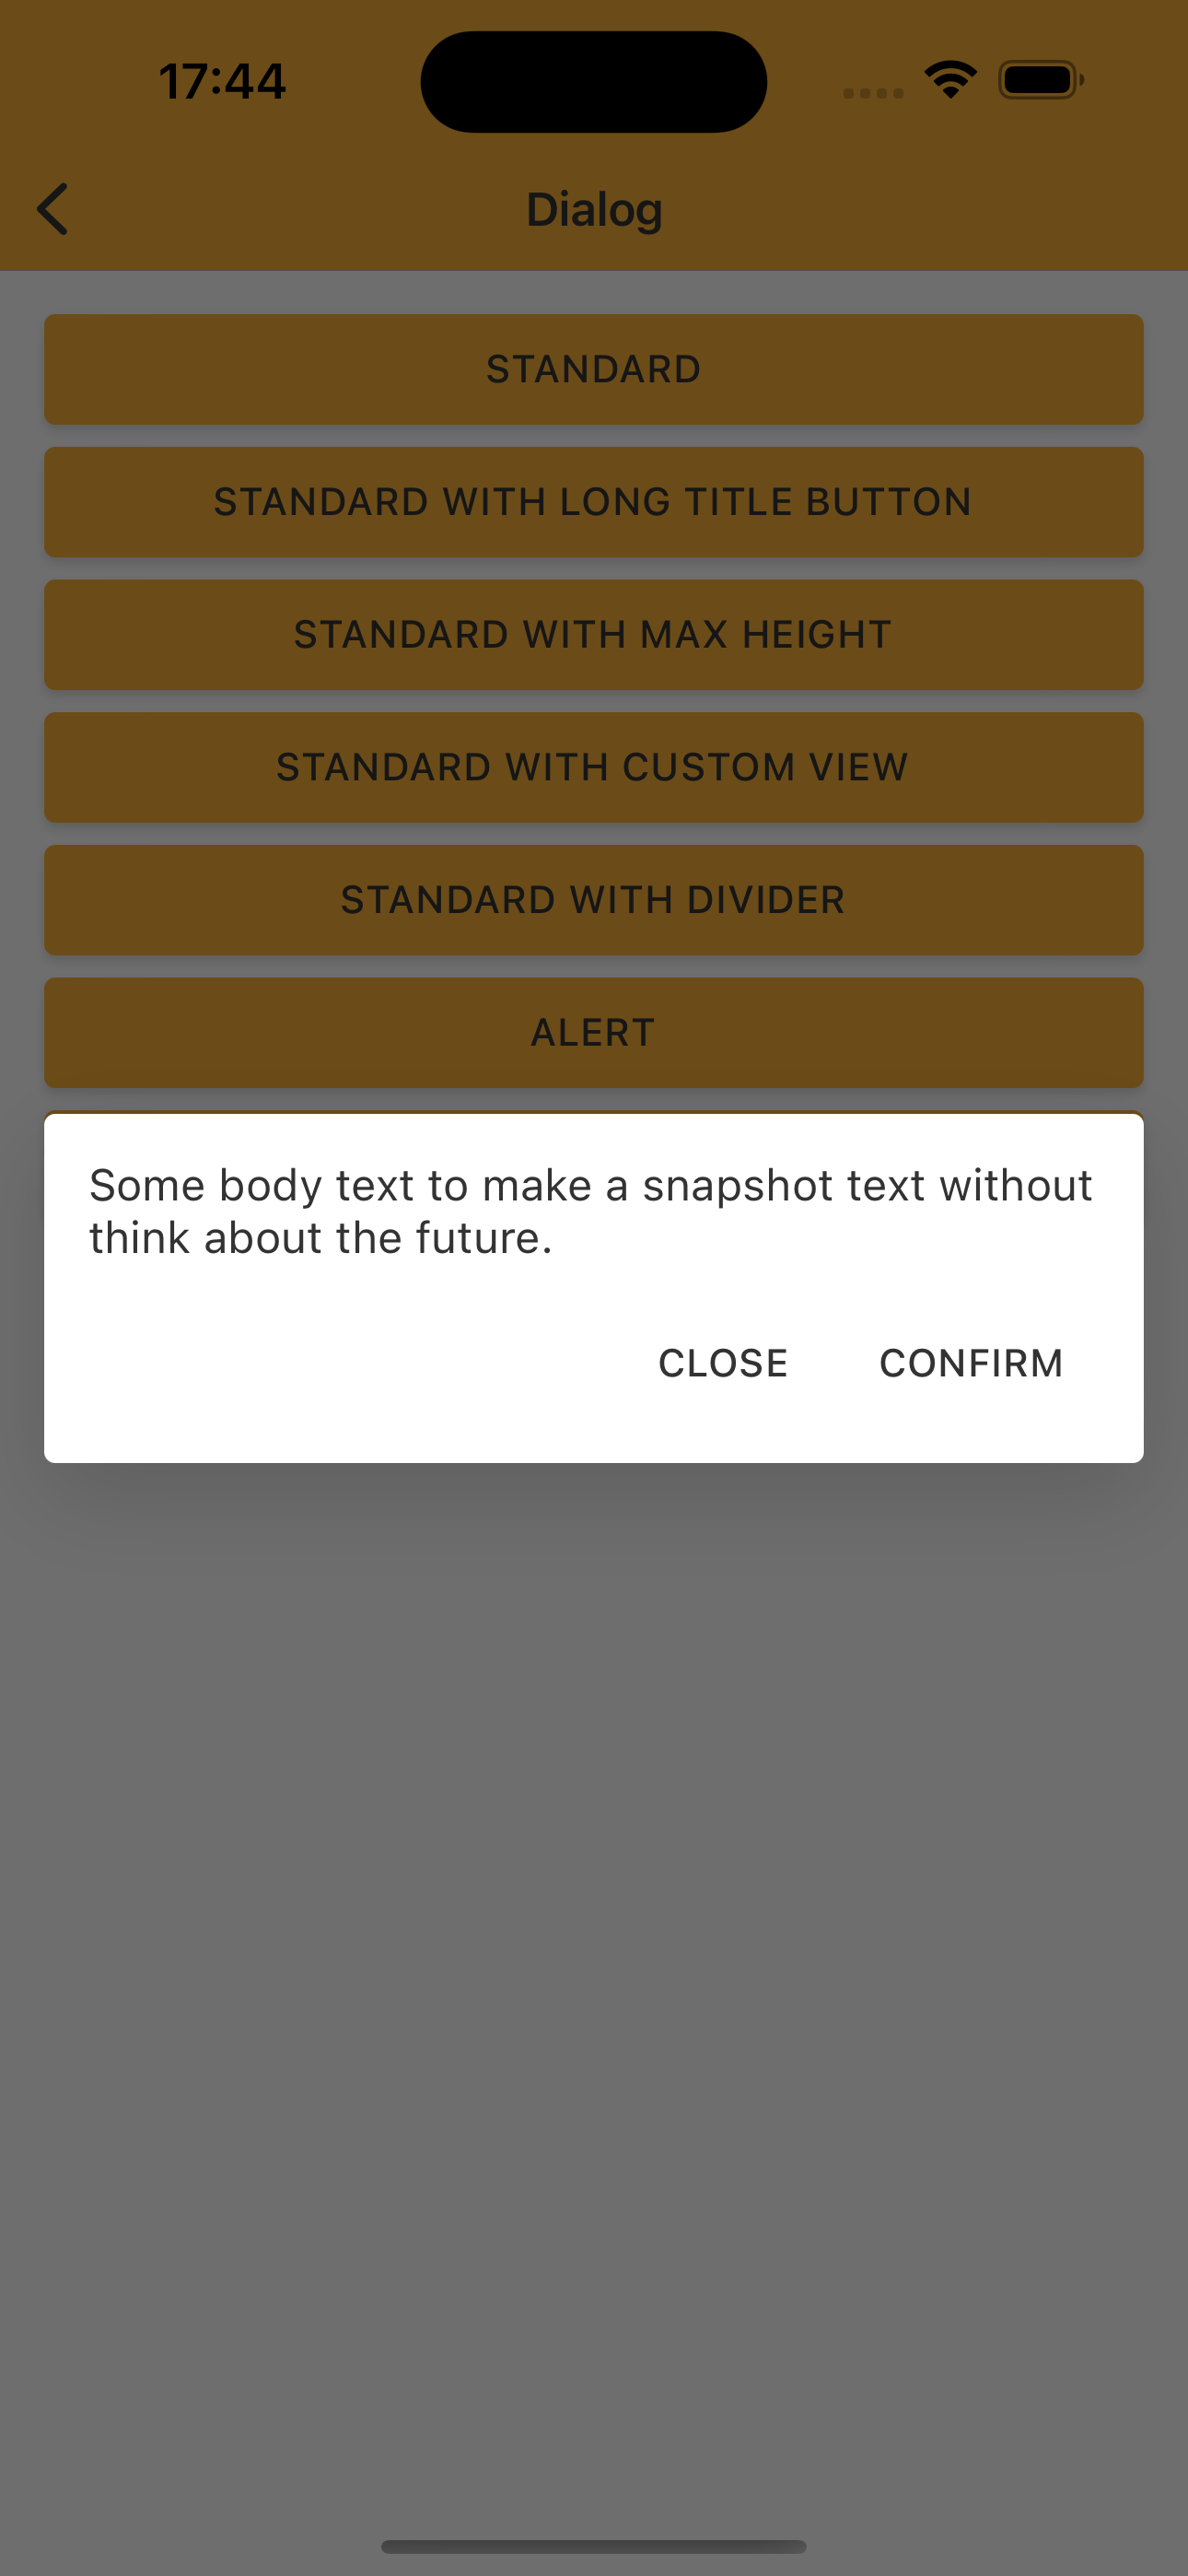 17:44
Dialog
STANDARD
STANDARD WITH LONG TITLE BUTTON
STANDARD WITH MAX HEIGHT
STANDARD WITH CUSTOM VIEW
STANDARD WITH DIVIDER
ALERT
Some body text to make a snapshot text without
think about the future.
CLOSE CONFIRM